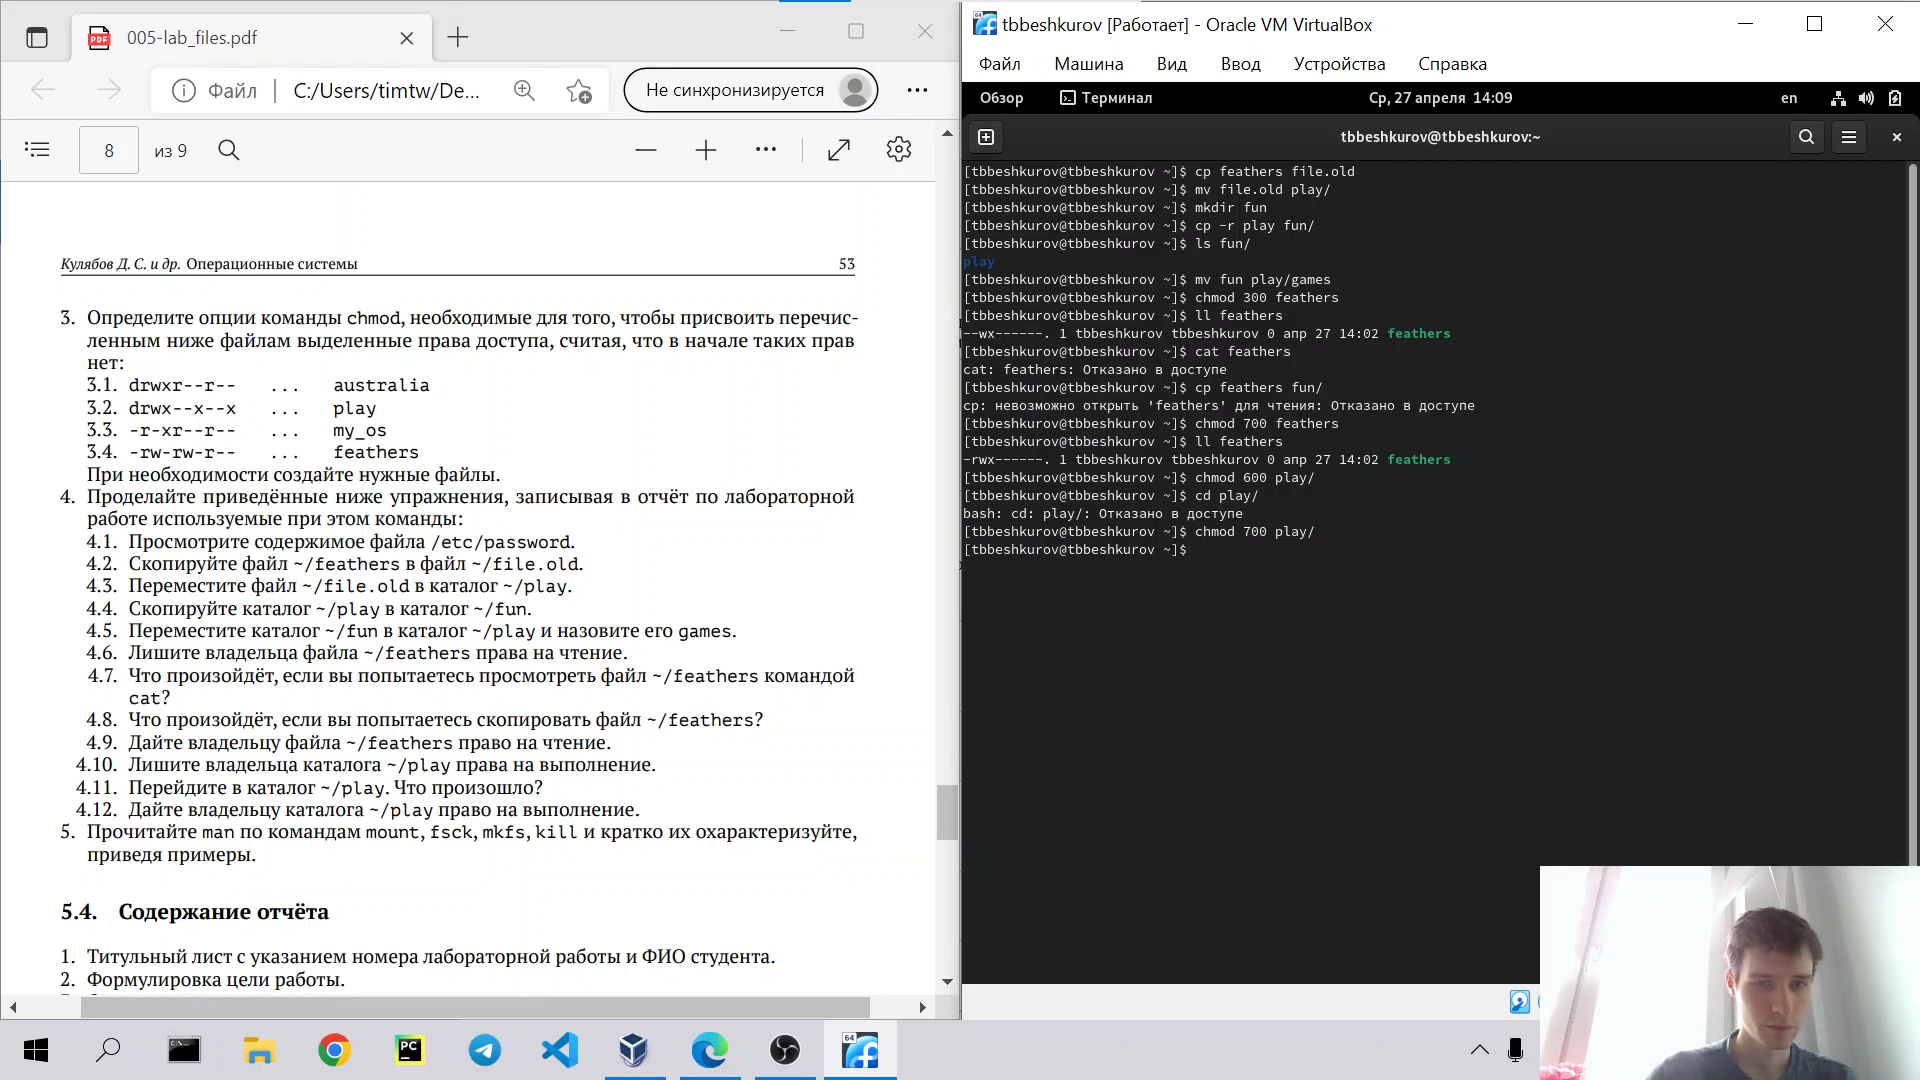 005-lab_files.pdf
Файл
C:/Users/timtw/De...
Не синхронизируется
8
из 9
Кулябов Д. С. и др. Операционные системы 53
3. Определите опции команды chmod, необходимые для того, чтобы присвоить перечис-
ленным ниже файлам выделенные права доступа, считая, что в начале таких прав
нет:
3.1. drwxr--r-- ... australia
3.2. drwx--x--x ... play
3.3. -r-xr--r-- ... my_os
3.4. -rw-rw-r-- ... feathers
При необходимости создайте нужные файлы.
4. Проделайте приведённые ниже упражнения, записывая в отчёт по лабораторной
работе используемые при этом команды:
4.1. Просмотрите содержимое файла /etc/password.
4.2. Скопируйте файл ~/feathers в файл ~/file.old.
4.3. Переместите файл ~/file.old в каталог ~/play.
4.4. Скопируйте каталог ~/play в каталог ~/fun.
4.5. Переместите каталог ~/fun в каталог ~/play и назовите его games.
4.6. Лишите владельца файла ~/feathers права на чтение.
4.7. Что произойдёт, если вы попытаетесь просмотреть файл ~/feathers командой
cat?
4.8. Что произойдёт, если вы попытаетесь скопировать файл ~/feathers?
4.9. Дайте владельцу файла ~/feathers право на чтение.
4.10. Лишите владельца каталога ~/play права на выполнение.
4.11. Перейдите в каталог ~/play. Что произошло?
4.12. Дайте владельцу каталога ~/play право на выполнение.
5. Прочитайте man по командам mount, fsck, mkfs, kill и кратко их охарактеризуйте,
приведя примеры.
5.4. Содержание отчёта
1. Титульный лист с указанием номера лабораторной работы и ФИО студента.
2. Формулировка цели работы.
tbbeshkurov [Работает] - Oracle VM VirtualBox
Файл Машина Вид Ввод Устройства Справка
Обзор Терминал Ср, 27 апреля 14:09 en
tbbeshkurov@tbbeshkurov:~
[tbbeshkurov@tbbeshkurov ~]$ cp feathers file.old
[tbbeshkurov@tbbeshkurov ~]$ mv file.old play/
[tbbeshkurov@tbbeshkurov ~]$ mkdir fun
[tbbeshkurov@tbbeshkurov ~]$ cp -r play fun/
[tbbeshkurov@tbbeshkurov ~]$ ls fun/
play
[tbbeshkurov@tbbeshkurov ~]$ mv fun play/games
[tbbeshkurov@tbbeshkurov ~]$ chmod 300 feathers
[tbbeshkurov@tbbeshkurov ~]$ ll feathers
--wx------. 1 tbbeshkurov tbbeshkurov 0 апр 27 14:02 feathers
[tbbeshkurov@tbbeshkurov ~]$ cat feathers
cat: feathers: Отказано в доступе
[tbbeshkurov@tbbeshkurov ~]$ cp feathers fun/
cp: невозможно открыть 'feathers' для чтения: Отказано в доступе
[tbbeshkurov@tbbeshkurov ~]$ chmod 700 feathers
[tbbeshkurov@tbbeshkurov ~]$ ll feathers
-rwx------. 1 tbbeshkurov tbbeshkurov 0 апр 27 14:02 feathers
[tbbeshkurov@tbbeshkurov ~]$ chmod 600 play/
[tbbeshkurov@tbbeshkurov ~]$ cd play/
bash: cd: play/: Отказано в доступе
[tbbeshkurov@tbbeshkurov ~]$ chmod 700 play/
[tbbeshkurov@tbbeshkurov ~]$